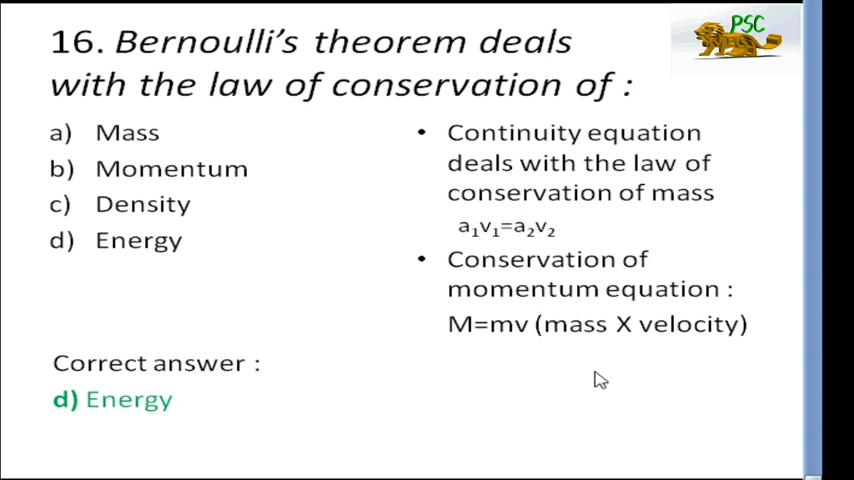 PSC
16. Bernoulli's theorem deals
with the law of conservation of :
a) Mass
b) Momentum
c) Density
d) Energy
• Continuity equation
deals with the law of
conservation of mass
a₁v₁=a₂v₂
• Conservation of
momentum equation :
M=mv (mass X velocity)
Correct answer :
d) Energy